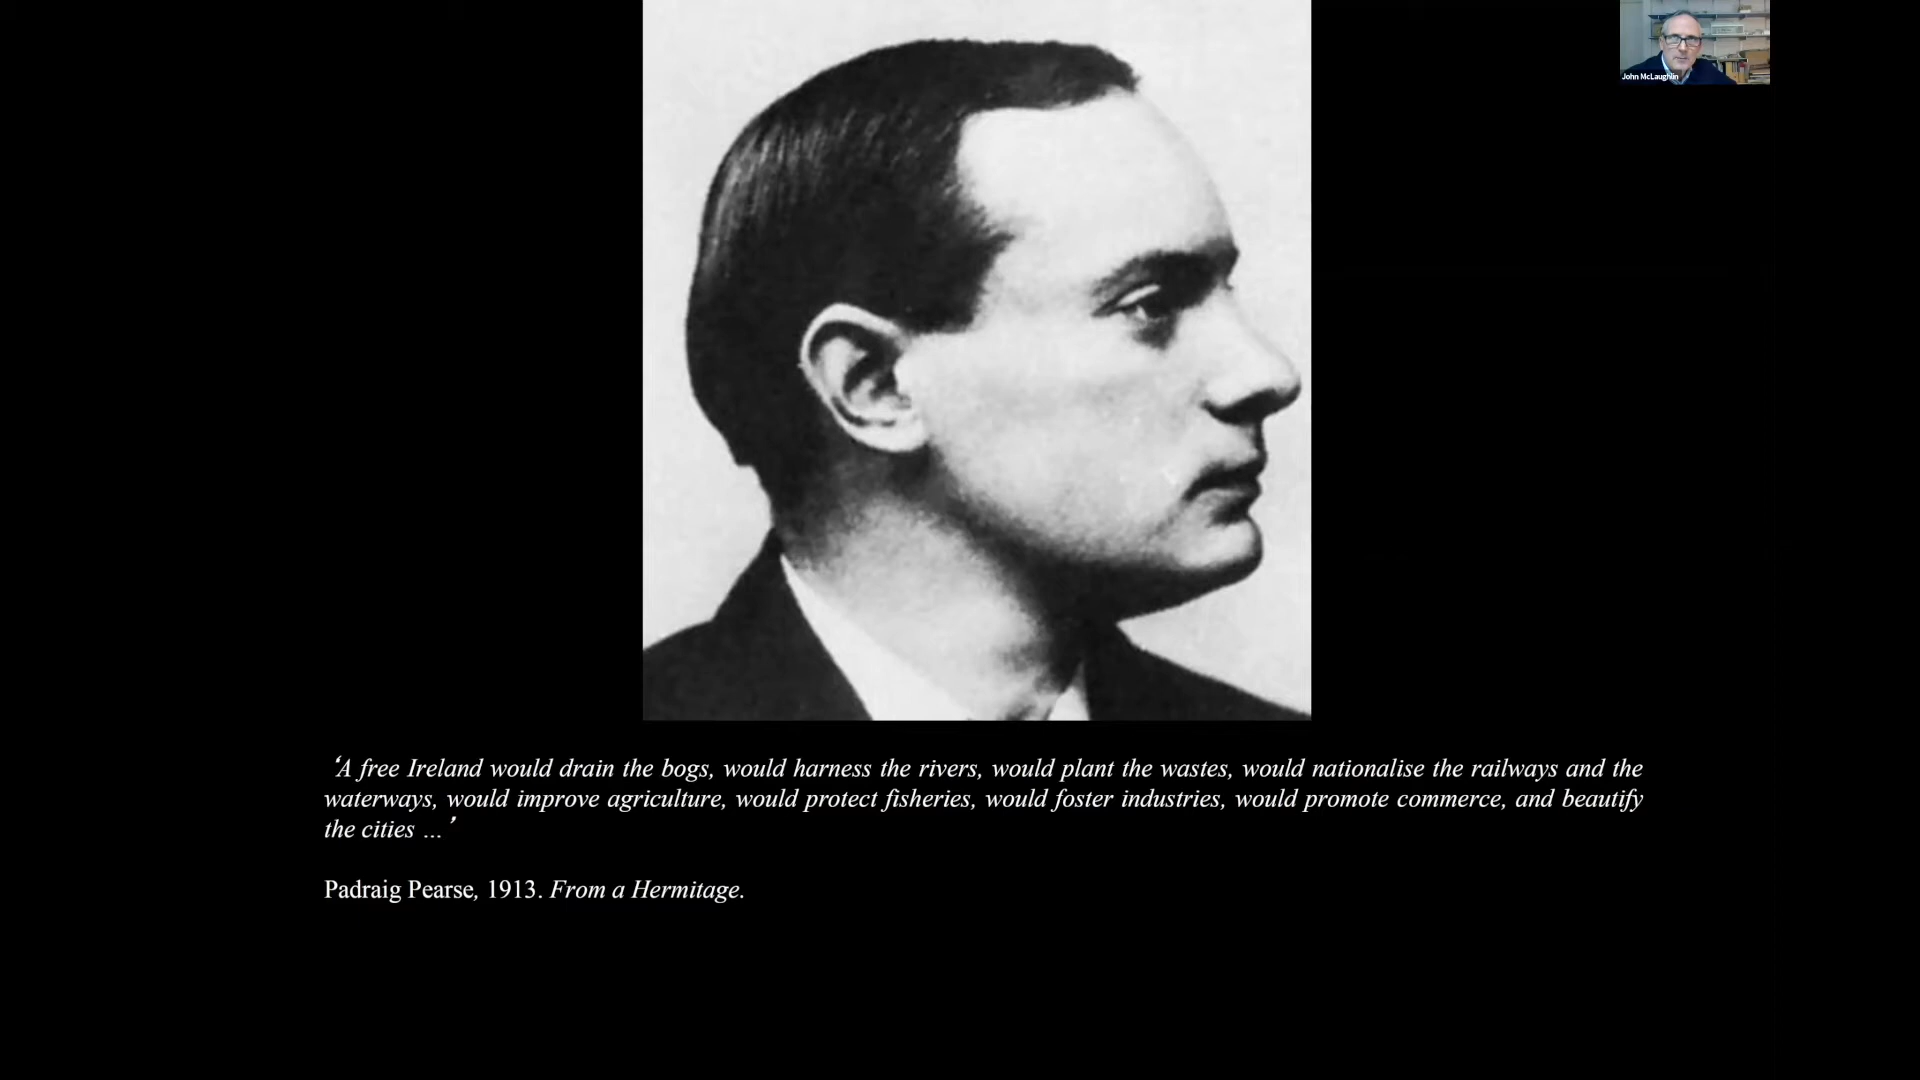 John McLaughlin
‘A free Ireland would drain the bogs, would harness the rivers, would plant the wastes, would nationalise the railways and the
waterways, would improve agriculture, would protect fisheries, would foster industries, would promote commerce, and beautify
the cities ... ’
Padraig Pearse, 1913. From a Hermitage.